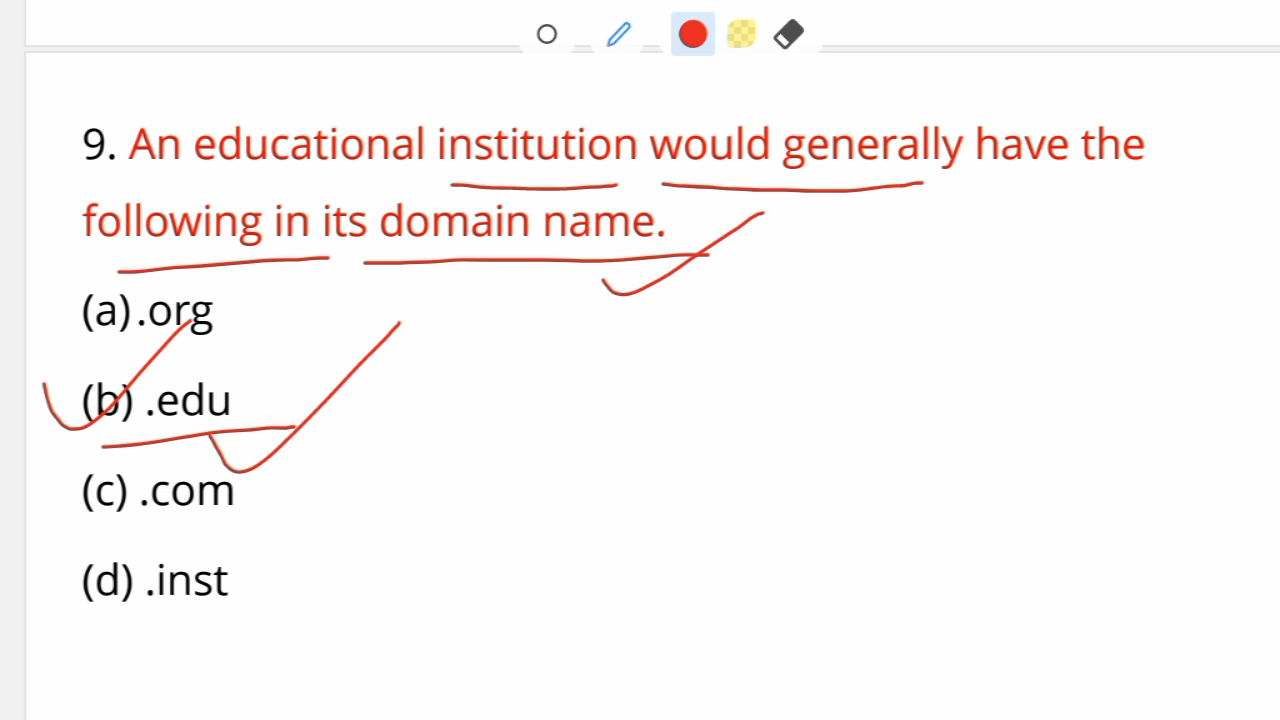 9. An educational institution would generally have the
following in its domain name.
(a) .org
(b) .edu
(c) .com
(d) .inst